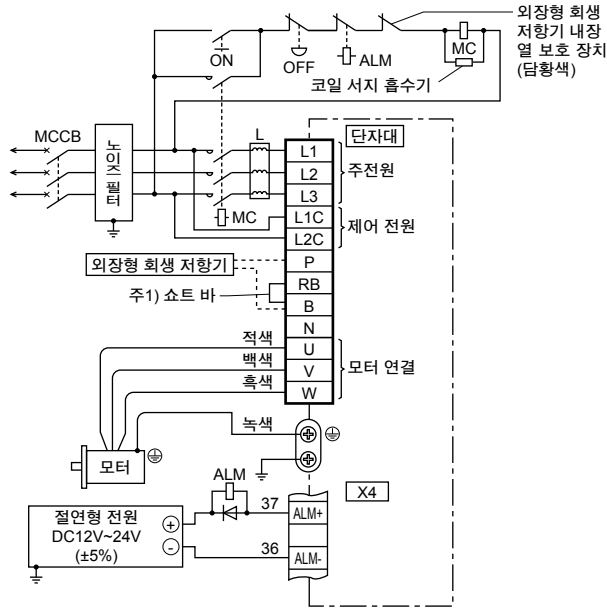 외장형 회생
저항기 내장
열 보호 장치
(담황색)
ON
OFF
ALM
MC
코일 서지 흡수기
MCCB
노이즈 필터
L
단자대
L1
L2
L3
주전원
MC
L1C
L2C
제어 전원
외장형 회생 저항기
P
주1) 쇼트 바
RB
B
N
적색
U
백색
V
모터 연결
흑색
W
녹색
모터
ALM
X4
절연형 전원
DC12V~24V
(±5%)
+
-
37
ALM+
36
ALM-